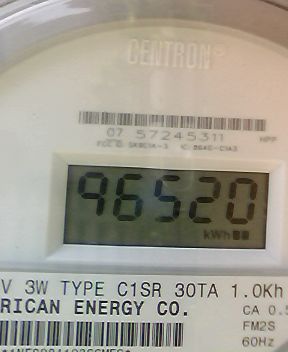 CENTRON®
07 57245311
96520
kWh
V 3W TYPE C1SR 30TA 1.0Kh
RICAN ENERGY CO. CA 0.5
FM2S
60Hz